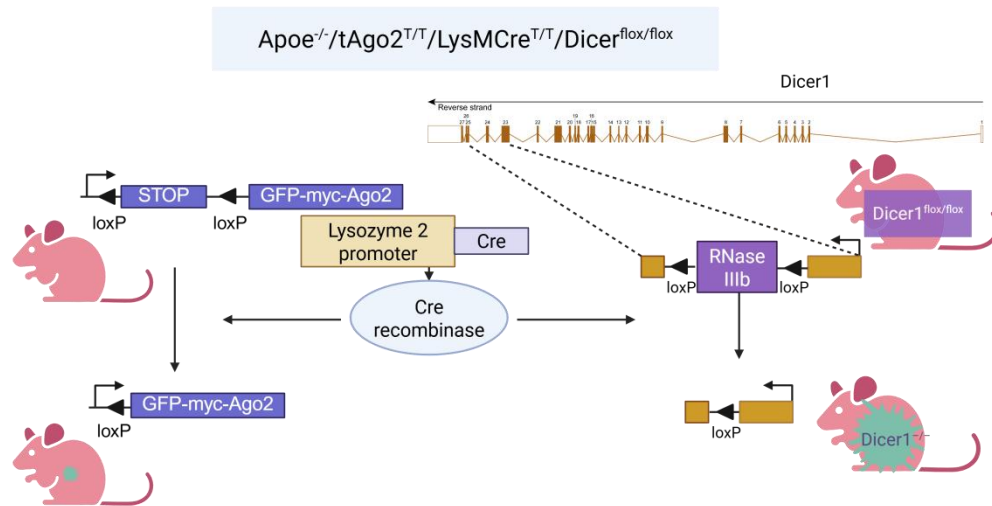 Apoe-/-/tAgo2T/T/LysMCreT/T/Dicerflox/flox
Dicer1
Reverse strand
STOP
GFP-myc-Ago2
loxP
loxP
Lysozyme 2
promoter
Cre
Dicer1flox/flox
RNase
IIIb
loxP
loxP
Cre
recombinase
GFP-myc-Ago2
loxP
loxP
Dicer1-/-